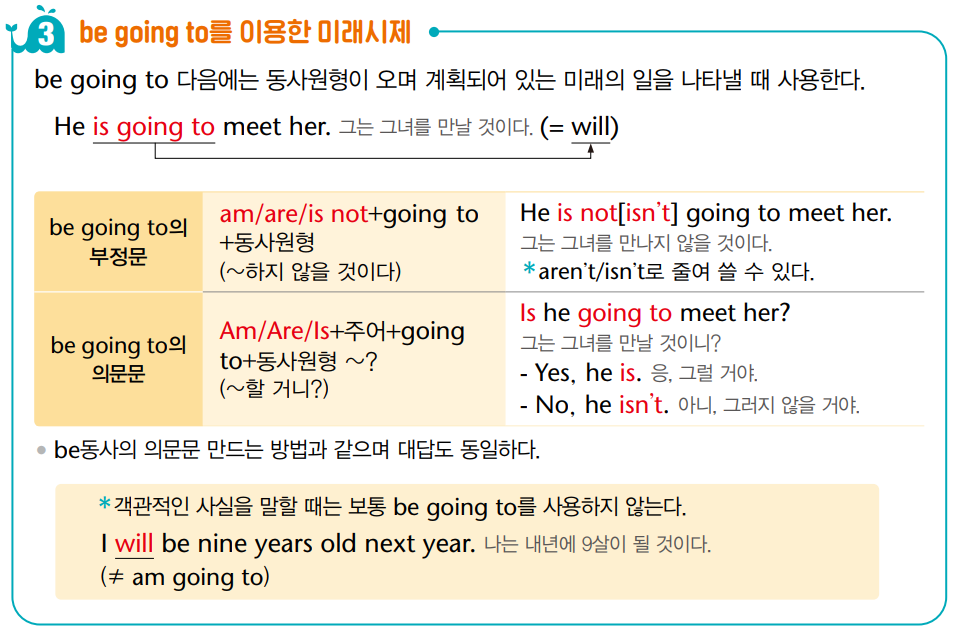 3 be going to를 이용한 미래시제
be going to 다음에는 동사원형이 오며 계획되어 있는 미래의 일을 나타낼 때 사용한다.
He is going to meet her. 그는 그녀를 만날 것이다. (= will)
be going to의
부정문
am/are/is not+going to
+동사원형
(~하지 않을 것이다)
He is not[isn't] going to meet her.
그는 그녀를 만나지 않을 것이다.
*aren't/isn't로 줄여 쓸 수 있다.
be going to의
의문문
Am/Are/Is+주어+going
to+동사원형 ~?
(~할 거니?)
Is he going to meet her?
그는 그녀를 만날 것이니?
- Yes, he is. 응, 그럴 거야.
- No, he isn't. 아니, 그러지 않을 거야.
● be동사의 의문문 만드는 방법과 같으며 대답도 동일하다.
*객관적인 사실을 말할 때는 보통 be going to를 사용하지 않는다.
I will be nine years old next year. 나는 내년에 9살이 될 것이다.
(≠ am going to)